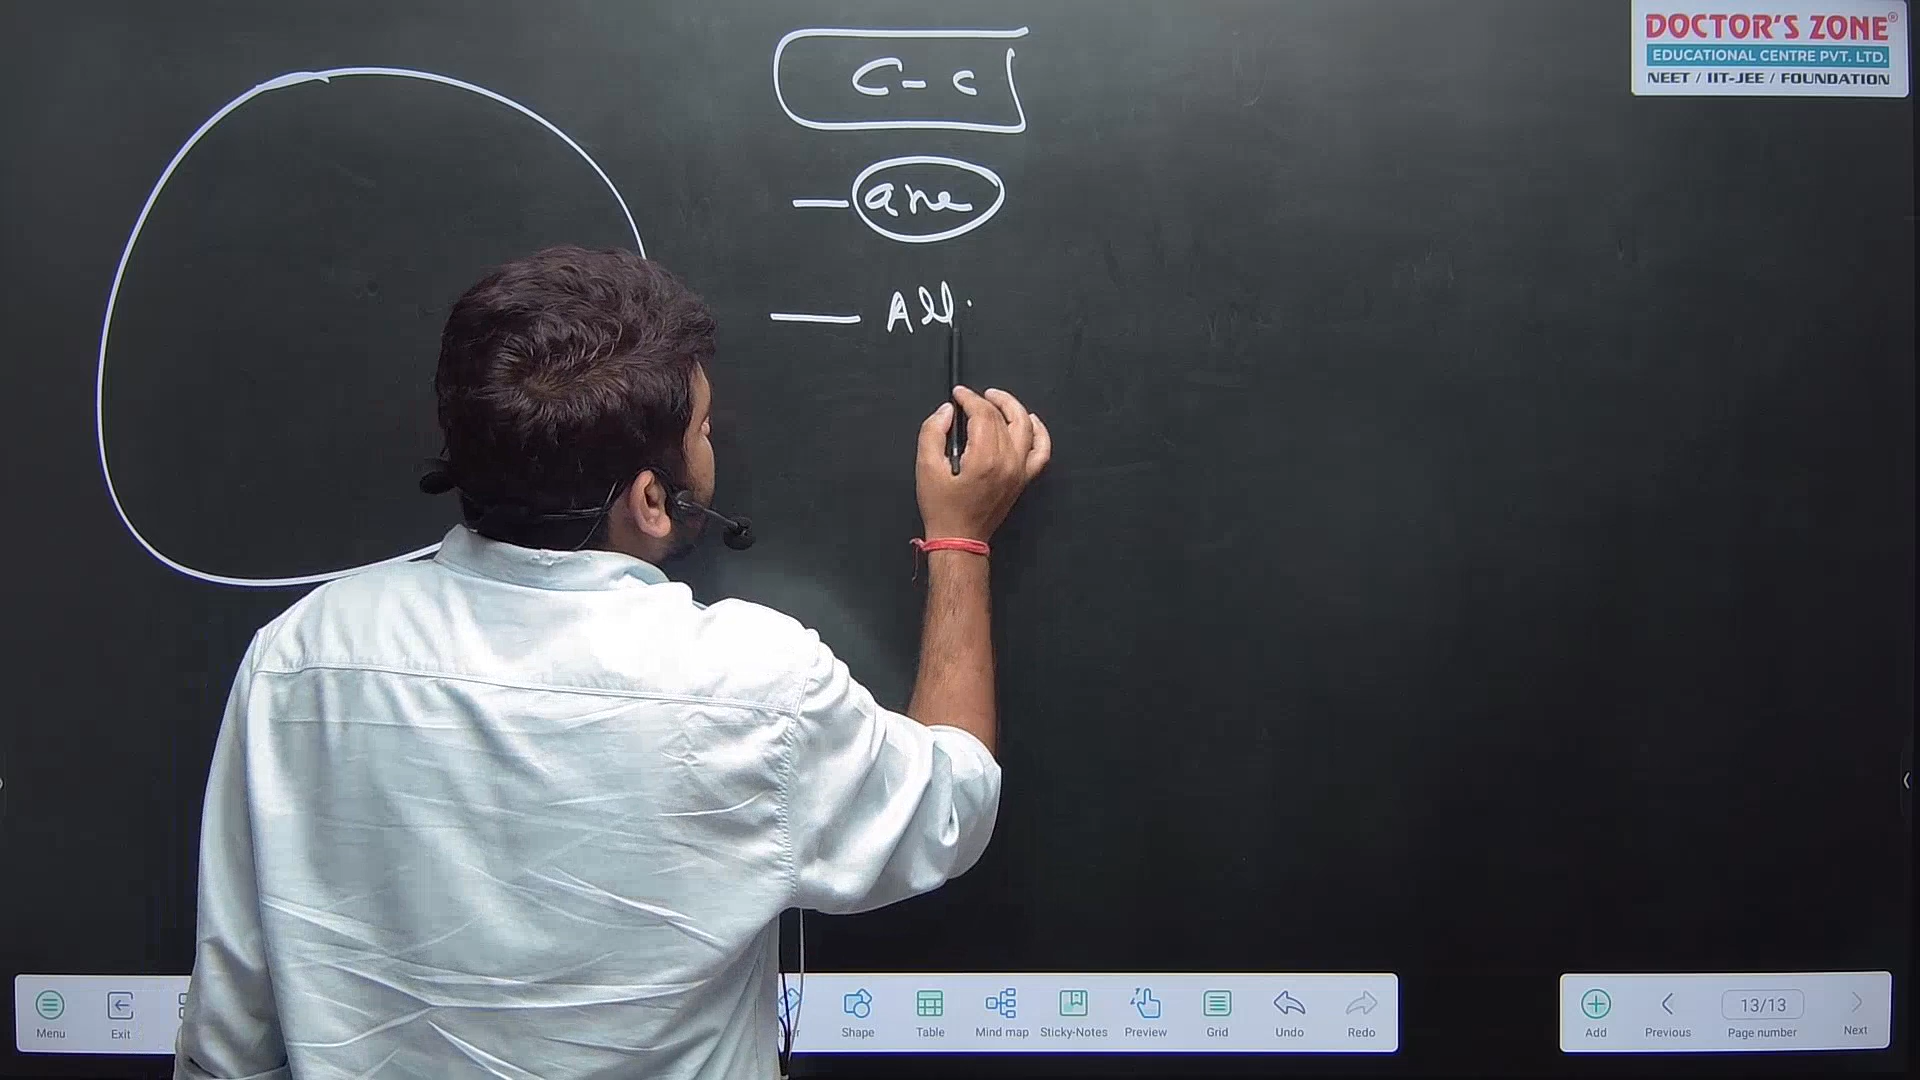 C-C
DOCTOR'S ZONE®
EDUCATIONAL CENTRE PVT. LTD.
NEET / IIT-JEE / FOUNDATION
— ane
— All.
Menu
Exit
Shape
Table
Mind map
Sticky-Notes
Preview
Grid
Undo
Redo
Add
Previous
13/13
Page number
Next